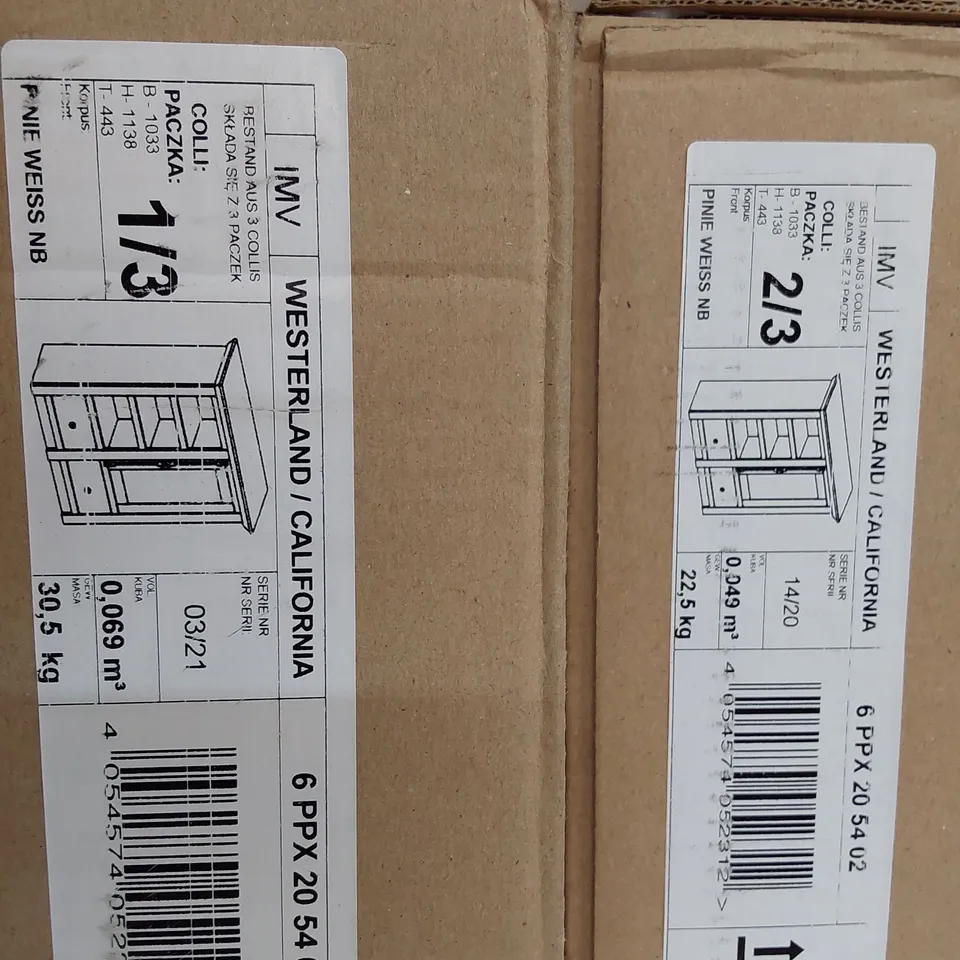 IMV
WESTERLAND / CALIFORNIA
6 PPX 20 54
BESTAND AUS 3 COLLIS
SKŁADA SIĘ Z 3 PACZEK
COLLI:
PACZKA:
1/3
B - 1033
H- 1138
T- 443
Korpus
Front
PINIE WEISS NB
SERIE NR
NR SERII:
03/21
VOL
KUBA
0,069 m³
GEW
MASA
30,5 kg
4 054574 052
IMV
WESTERLAND / CALIFORNIA
6 PPX 20 54 02
BESTAND AUS 3 COLLIS
SKŁADA SIĘ Z 3 PACZEK
COLLI:
PACZKA:
2/3
B - 1033
H- 1138
T- 443
Korpus
Front
PINIE WEISS NB
SERIE NR
NR SERII
14/20
VOL
KUBA
0,049 m³
GEW
MASA
22,5 kg
4 054574 052312 >